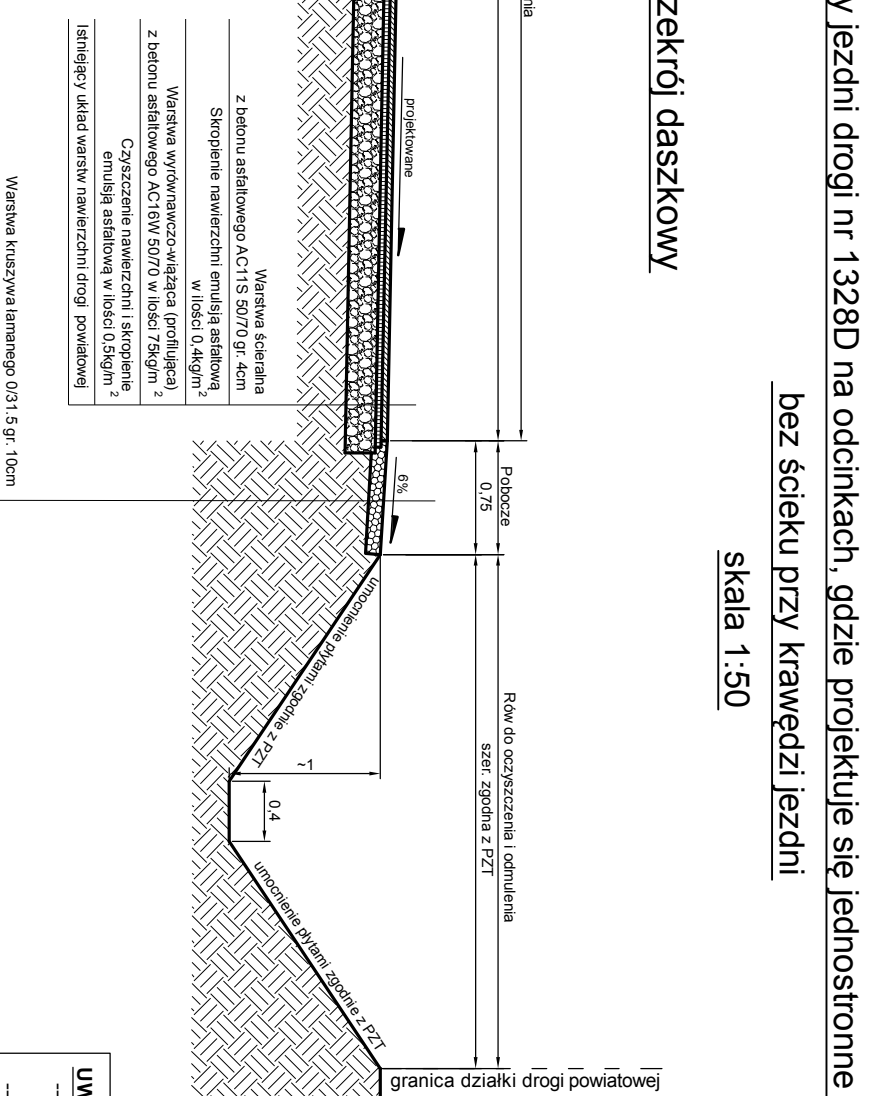 y jezdni drogi nr 1328D na odcinkach, gdzie projektuje się jednostronne
bez ścieku przy krawędzi jezdni
skala 1:50
zekrój daszkowy
nia
Pobocze
0,75
Rów do oczyszczenia i odmulenia
szer. zgodna z PZT
granica działki drogi powiatowej
projektowane
6%
umocnienie płytami zgodnie z PZT
~1
0,4
umocnienie płytami zgodnie z PZT
Warstwa ścieralna
z betonu asfaltowego AC11S 50/70 gr. 4cm
Skropienie nawierzchni emulsją asfaltową
w ilości 0,4kg/m²
Warstwa wyrównawczo-wiążąca (profilująca)
z betonu asfaltowego AC16W 50/70 w ilości 75kg/m²
Czyszczenie nawierzchni i skropienie
emulsją asfaltową w ilości 0,5kg/m²
Istniejący układ warstw nawierzchni drogi powiatowej
Warstwa kruszywa łamanego 0/31.5 gr. 10cm
UW